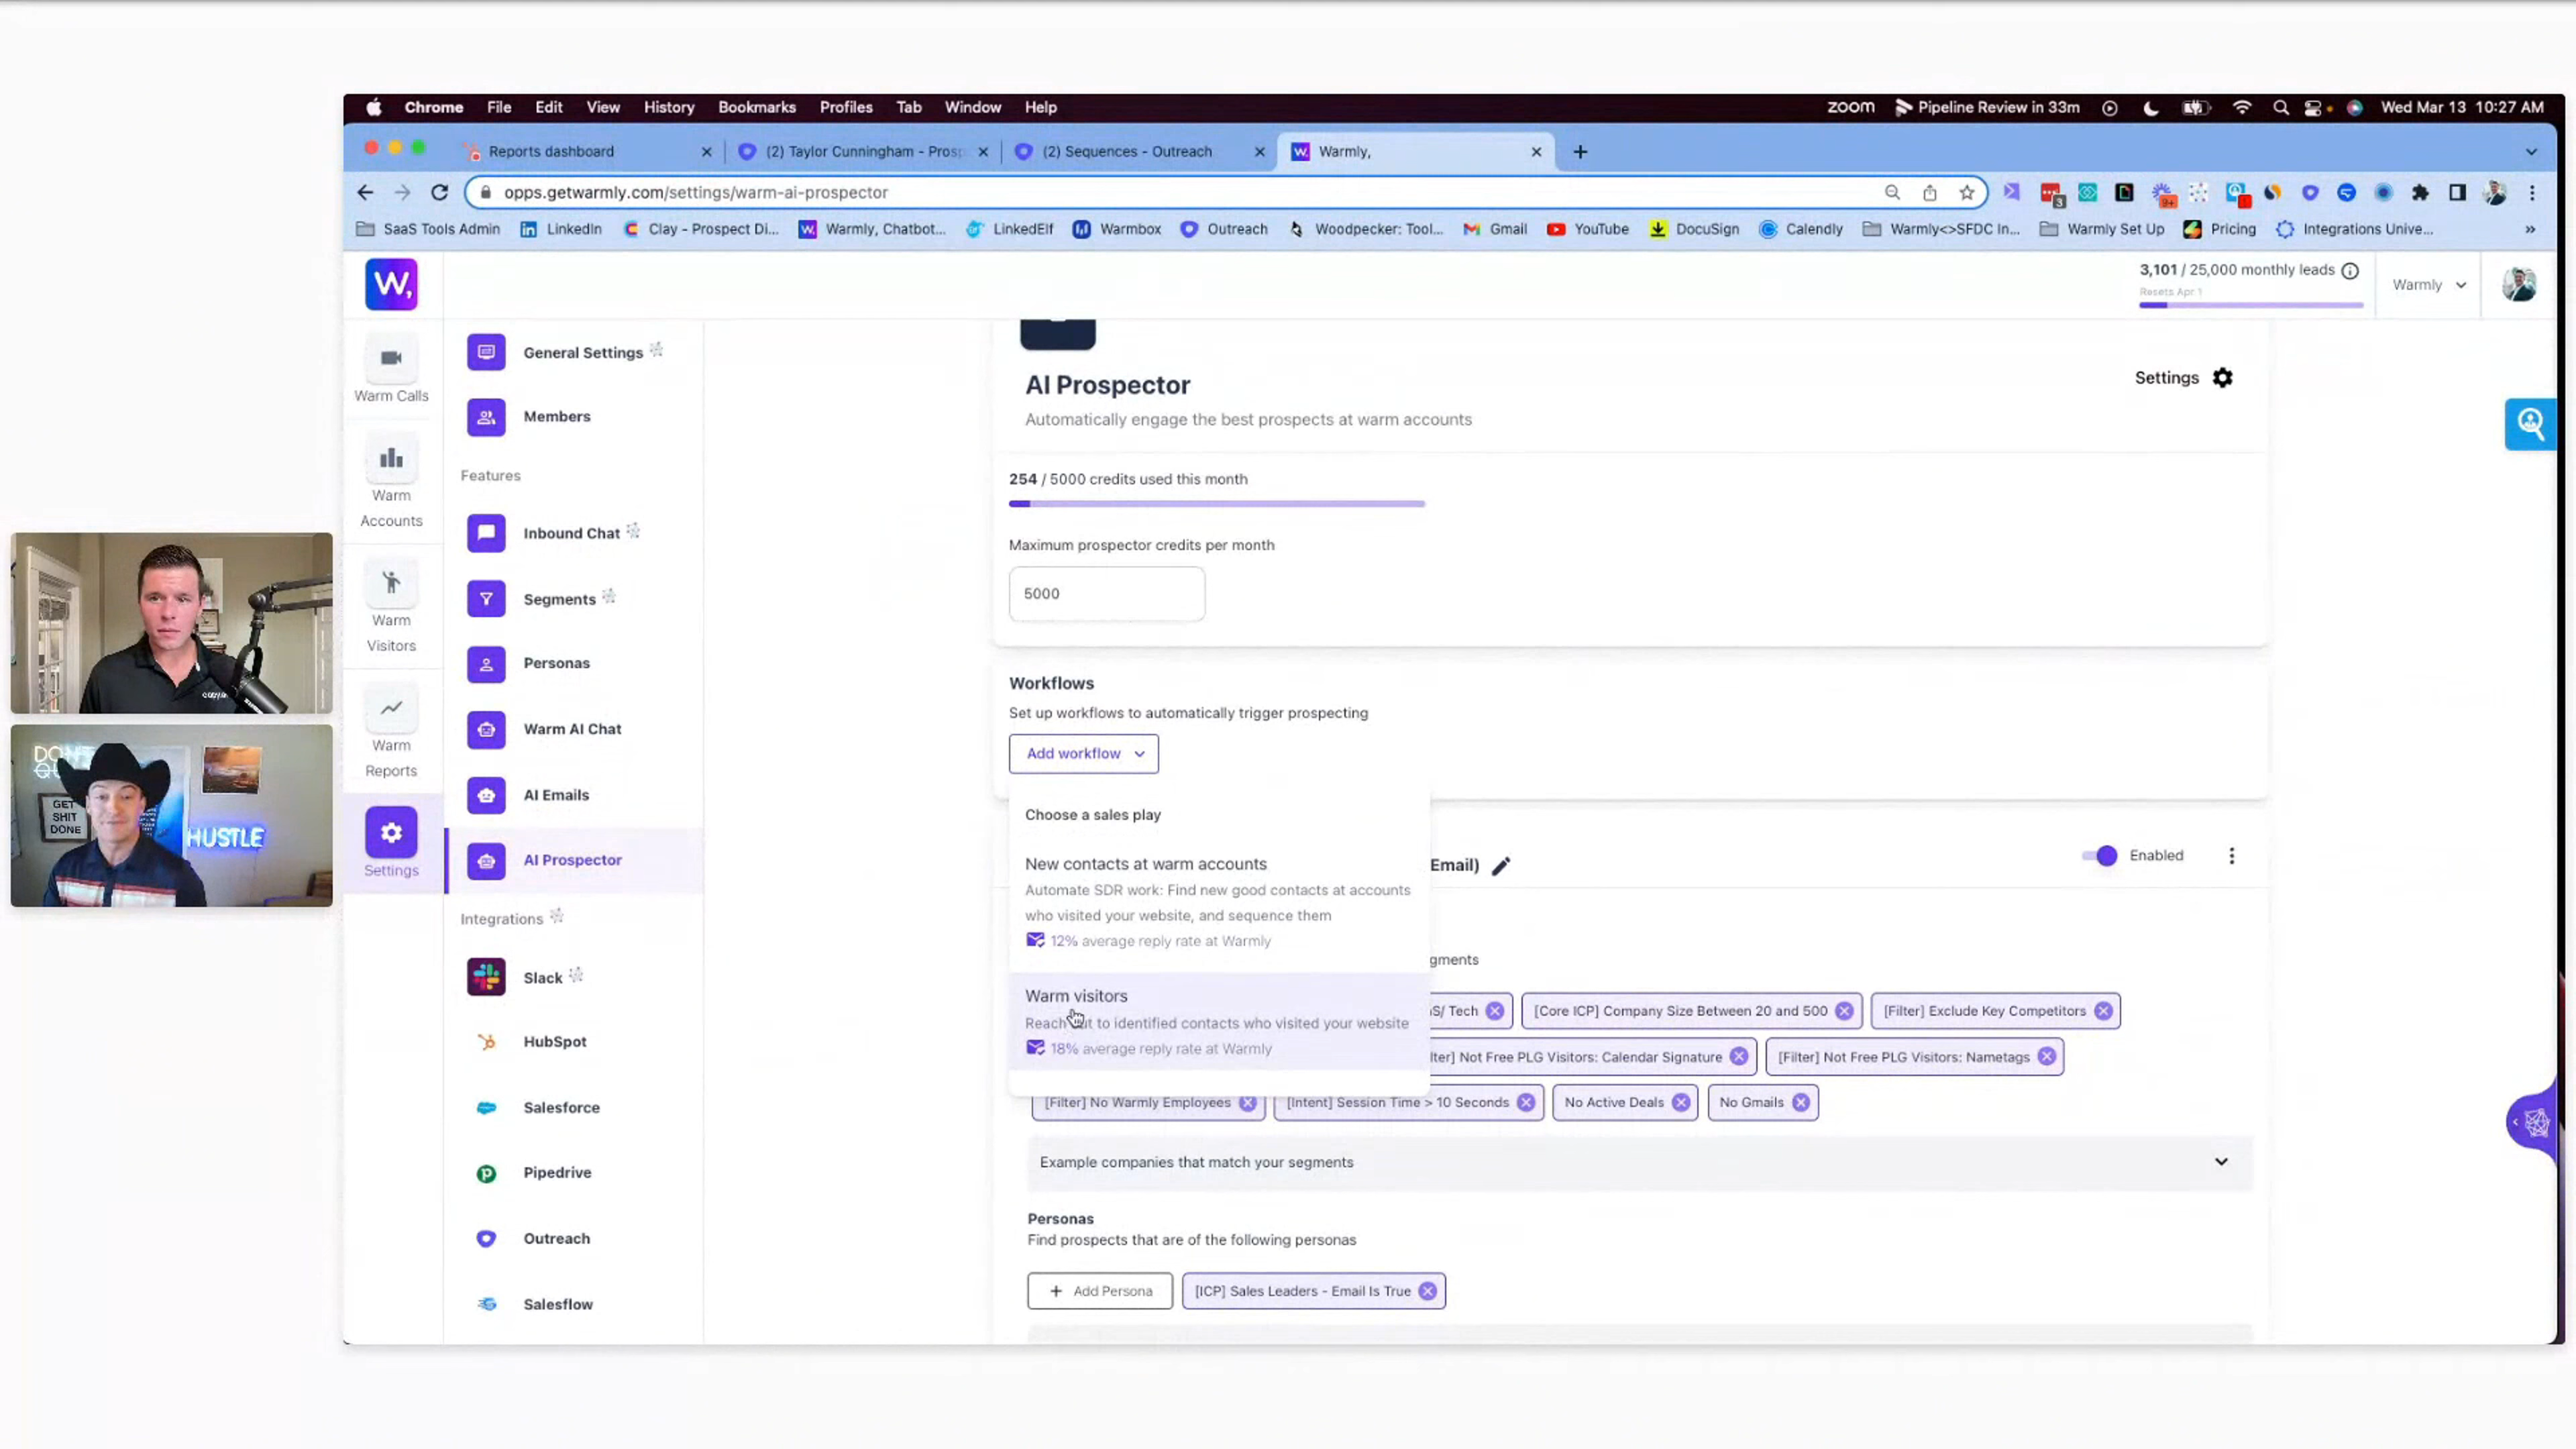 Chrome File Edit View History Bookmarks Profiles Tab Window Help
zoom Pipeline Review in 33m Wed Mar 13 10:27 AM
Reports dashboard
(2) Taylor Cunningham - Prosp
(2) Sequences - Outreach
Warmly,
opps.getwarmly.com/settings/warm-ai-prospector
3
9+
SaaS Tools Admin LinkedIn Clay - Prospect Di... Warmly, Chatbot... LinkedElf Warmbox Outreach Woodpecker: Tool... Gmail YouTube DocuSign Calendly Warmly<>SFDC In... Warmly Set Up Pricing Integrations Unive... »
W,
3,101 / 25,000 monthly leads
Resets Apr 1
Warmly
Warm Calls
Warm
Accounts
Warm
Visitors
Warm
Reports
Settings
General Settings
Members
Features
Inbound Chat
Segments
Personas
Warm AI Chat
AI Emails
AI Prospector
Integrations
Slack
HubSpot
Salesforce
Pipedrive
Outreach
Salesflow
AI Prospector
Automatically engage the best prospects at warm accounts
Settings
254 / 5000 credits used this month
Maximum prospector credits per month
5000
Workflows
Set up workflows to automatically trigger prospecting
Add workflow
Choose a sales play
New contacts at warm accounts
Automate SDR work: Find new good contacts at accounts
who visited your website, and sequence them
12% average reply rate at Warmly
Warm visitors
Reach out to identified contacts who visited your website
18% average reply rate at Warmly
Email)
Enabled
gments
S/ Tech
[Core ICP] Company Size Between 20 and 500
[Filter] Exclude Key Competitors
lter] Not Free PLG Visitors: Calendar Signature
[Filter] Not Free PLG Visitors: Nametags
[Filter] No Warmly Employees
[Intent] Session Time > 10 Seconds
No Active Deals
No Gmails
Example companies that match your segments
Personas
Find prospects that are of the following personas
+ Add Persona
[ICP] Sales Leaders - Email Is True
GET
SHIT
DONE
HUSTLE